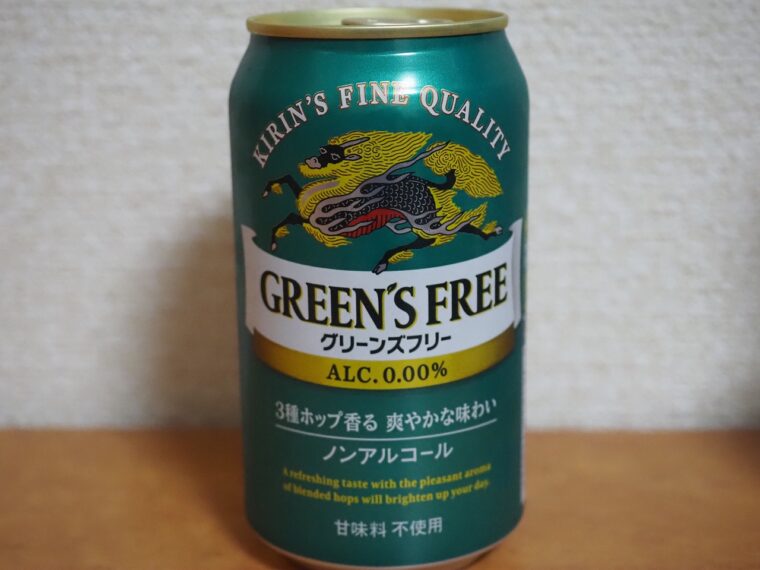 KIRIN'S FINE QUALITY
GREEN'S FREE
グリーンズフリー
ALC. 0.00%
3種ホップ香る 爽やかな味わい
ノンアルコール
A refreshing taste with the pleasant aroma
of blended hops will brighten up your day.
甘味料 不使用